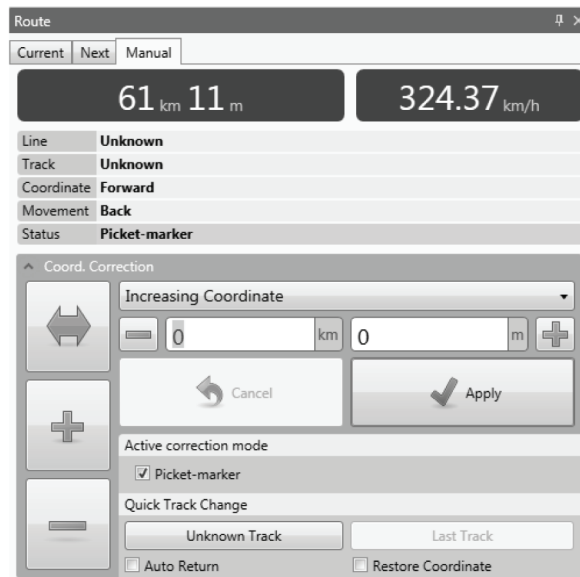 Route
Current Next Manual
61 km 11 m 324.37 km/h
Line Unknown
Track Unknown
Coordinate Forward
Movement Back
Status Picket-marker
Coord. Correction
Increasing Coordinate
0 km 0 m
Cancel Apply
Active correction mode
Picket-marker
Quick Track Change
Unknown Track Last Track
Auto Return Restore Coordinate